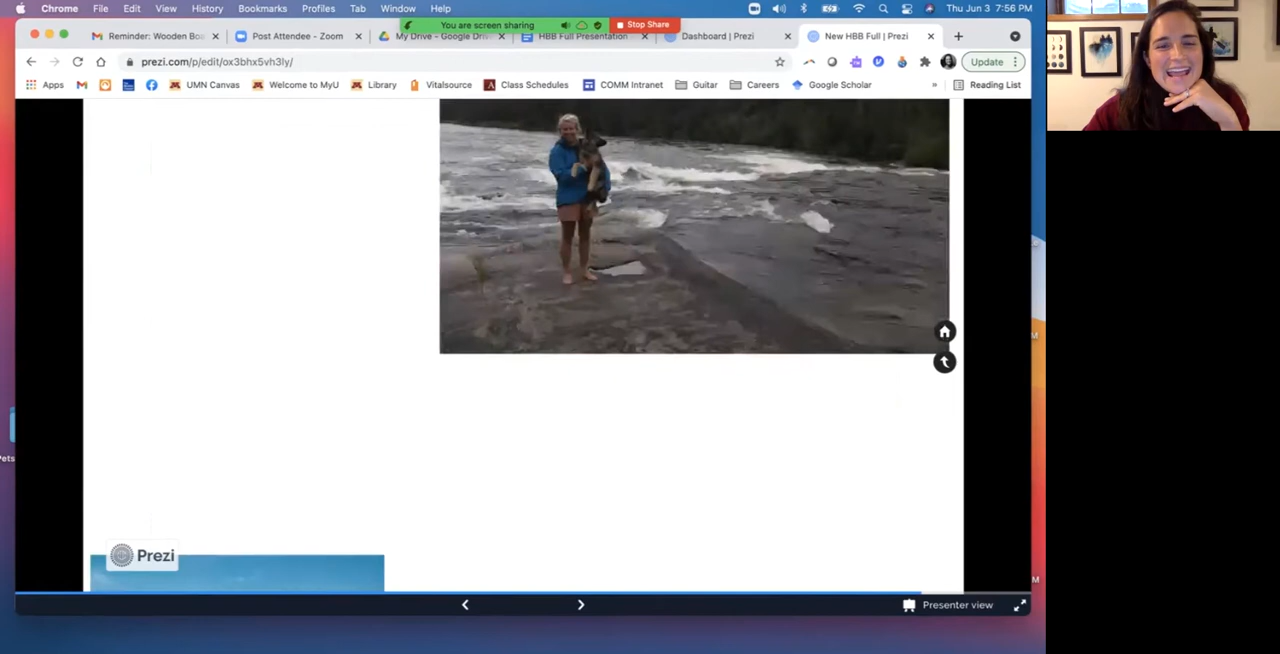 Chrome File Edit View History Bookmarks Profiles Tab Window Help Thu Jun 3 7:56 PM
You are screen sharing Stop Share
Reminder: Wooden Boa Post Attendee - Zoom My Drive - Google Driv HBB Full Presentation Dashboard | Prezi New HBB Full | Prezi
prezi.com/p/edit/ox3bhx5vh3ly/ Update
Apps UMN Canvas Welcome to MyU Library Vitalsource Class Schedules COMM Intranet Guitar Careers Google Scholar » Reading List
Pets
Prezi
Presenter view